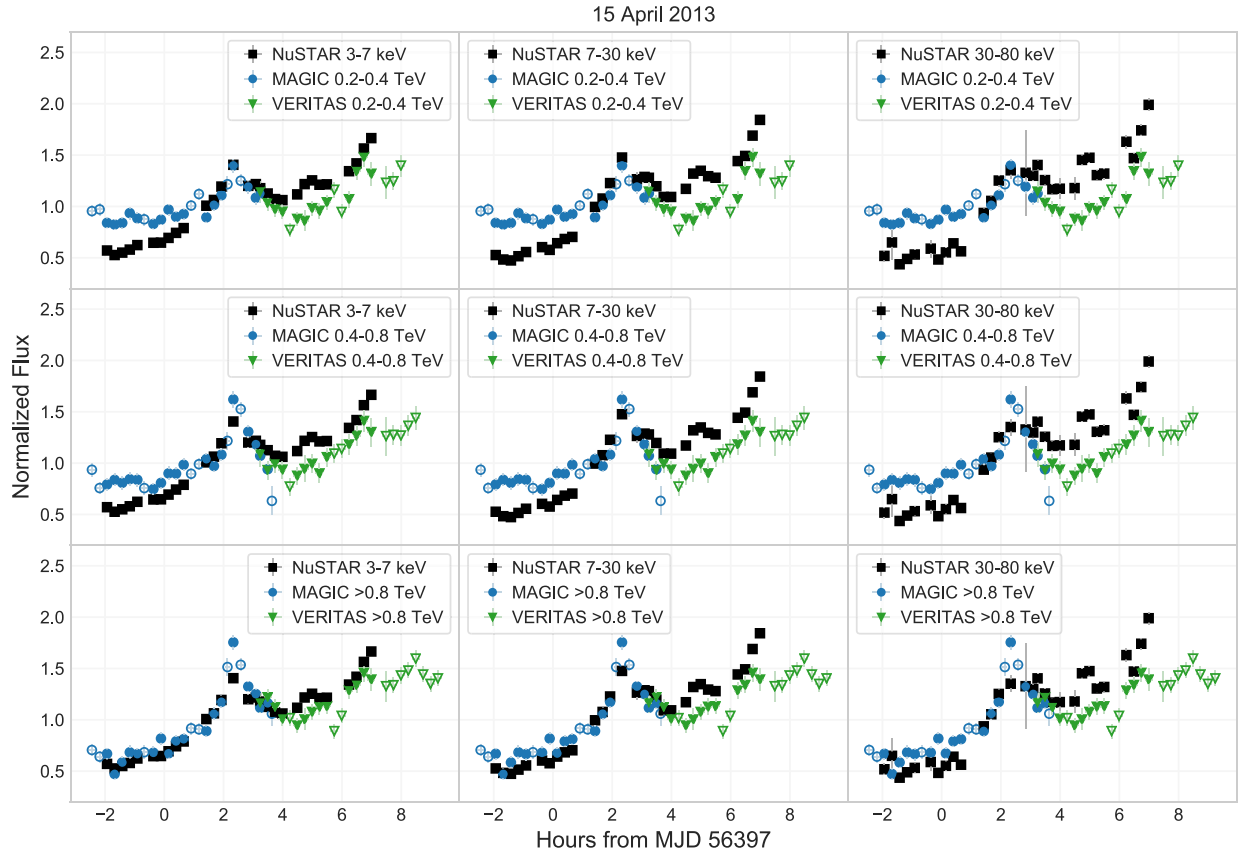 15 April 2013
NuSTAR 3-7 keV
MAGIC 0.2-0.4 TeV
VERITAS 0.2-0.4 TeV
NuSTAR 7-30 keV
MAGIC 0.2-0.4 TeV
VERITAS 0.2-0.4 TeV
NuSTAR 30-80 keV
MAGIC 0.2-0.4 TeV
VERITAS 0.2-0.4 TeV
2.5
2.0
1.5
1.0
0.5
NuSTAR 3-7 keV
MAGIC 0.4-0.8 TeV
VERITAS 0.4-0.8 TeV
NuSTAR 7-30 keV
MAGIC 0.4-0.8 TeV
VERITAS 0.4-0.8 TeV
NuSTAR 30-80 keV
MAGIC 0.4-0.8 TeV
VERITAS 0.4-0.8 TeV
2.5
2.0
1.5
1.0
0.5
Normalized Flux
NuSTAR 3-7 keV
MAGIC >0.8 TeV
VERITAS >0.8 TeV
NuSTAR 7-30 keV
MAGIC >0.8 TeV
VERITAS >0.8 TeV
NuSTAR 30-80 keV
MAGIC >0.8 TeV
VERITAS >0.8 TeV
2.5
2.0
1.5
1.0
0.5
−2 0 2 4 6 8
−2 0 2 4 6 8
−2 0 2 4 6 8
Hours from MJD 56397